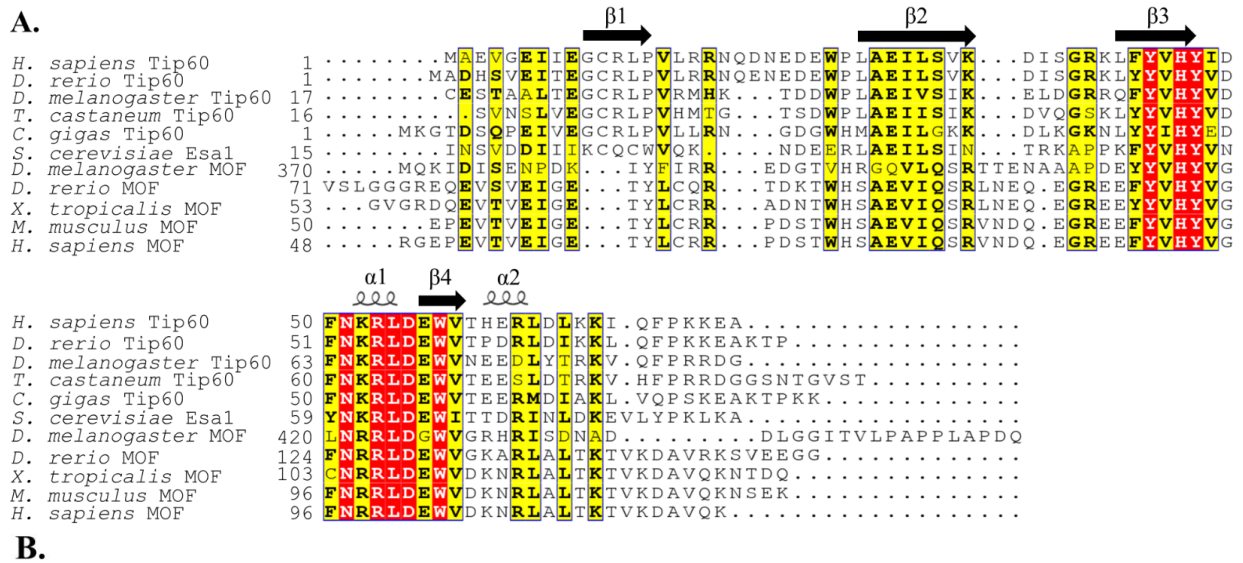 A.
β1 β2 β3
H. sapiens Tip60 1 ........MAEVGEIIEGCRLPVLRRNQDNEDEWPLAEILSVK...DISGRKLFYVHYID
D. rerio Tip60 1 .......MADHSVEITEGCRLPVLRRNQENEDEWPLAEILSVK...DISGRKLFYVHYVD
D. melanogaster Tip60 17 ........CESTAALTEGCRLPVRMHK...TDDWPLAEIVSIK...ELDGRRQFYVHYVD
T. castaneum Tip60 16 ..........SVNSLVEGCRLPVHMTG...TSDWPLAEILSVK...DVQGSKLFYVHYVD
C. gigas Tip60 1 .....MKGTDSQPEIVEGCRLPVLLRN...GDGWHMAEILGKK...DLKGKNLYYIHYED
S. cerevisiae Esa1 15 ........INSVDDIIIKCQCWVQK.....NDEERLAEILSIN...TRKAPPKFYVHYVN
D. melanogaster MOF 370 .....MQKIDISENPDK...IYFIRR...EDGTVHRGQVLQSRTTENAAAPDEYYVHYVG
D. rerio MOF 71 VSLGGGREQEVSVEIGE...TYLCQR...TDKTWHSAEVIQSRLNEQ.EGREEFYVHYVG
X. tropicalis MOF 53 ...GVGRDQEVTVEIGE...TYLCRR...ADNTWHSAEVIQSRLNEQ.EGREEYYVHYVG
M. musculus MOF 50 .......EPEVTVEIGE...TYLCRR...PDSTWHSAEVIQSRVNDQ.EGREEFYVHYVG
H. sapiens MOF 48 .....RGEPEVTVEIGE...TYLCRR...PDSTWHSAEVIQSRVNDQ.EGREEFYVHYVG
α1 β4 α2
H. sapiens Tip60 50 FNKRLDEWVTHERLDLKKI.QFPKKEA..................
D. rerio Tip60 51 FNKRLDEWVTPDRLDIKKL.QFPKKEAKTP...............
D. melanogaster Tip60 63 FNKRLDEWVNEEDLYTRKV.QFPRRDG..................
T. castaneum Tip60 60 FNKRLDEWVTEESLDTRKV.HFPRRDGGSNTGVST..........
C. gigas Tip60 50 FNKRLDEWVTEERMDIAKL.VQPSKEAKTPKK.............
S. cerevisiae Esa1 59 YNKRLDEWITTDRINLDKEVLYPKLKA..................
D. melanogaster MOF 420 LNRRLDGWVGRHRISDNAD.........DLGGITVLPAPPLAPDQ
D. rerio MOF 124 FNRRLDEWVGKARLALTKTVKDAVRKSVEEGG.............
X. tropicalis MOF 103 CNRRLDEWVDKNRLALTKTVKDAVQKNTDQ...............
M. musculus MOF 96 FNRRLDEWVDKNRLALTKTVKDAVQKNSEK...............
H. sapiens MOF 96 FNRRLDEWVDKNRLALTKTVKDAVQK...................
B.